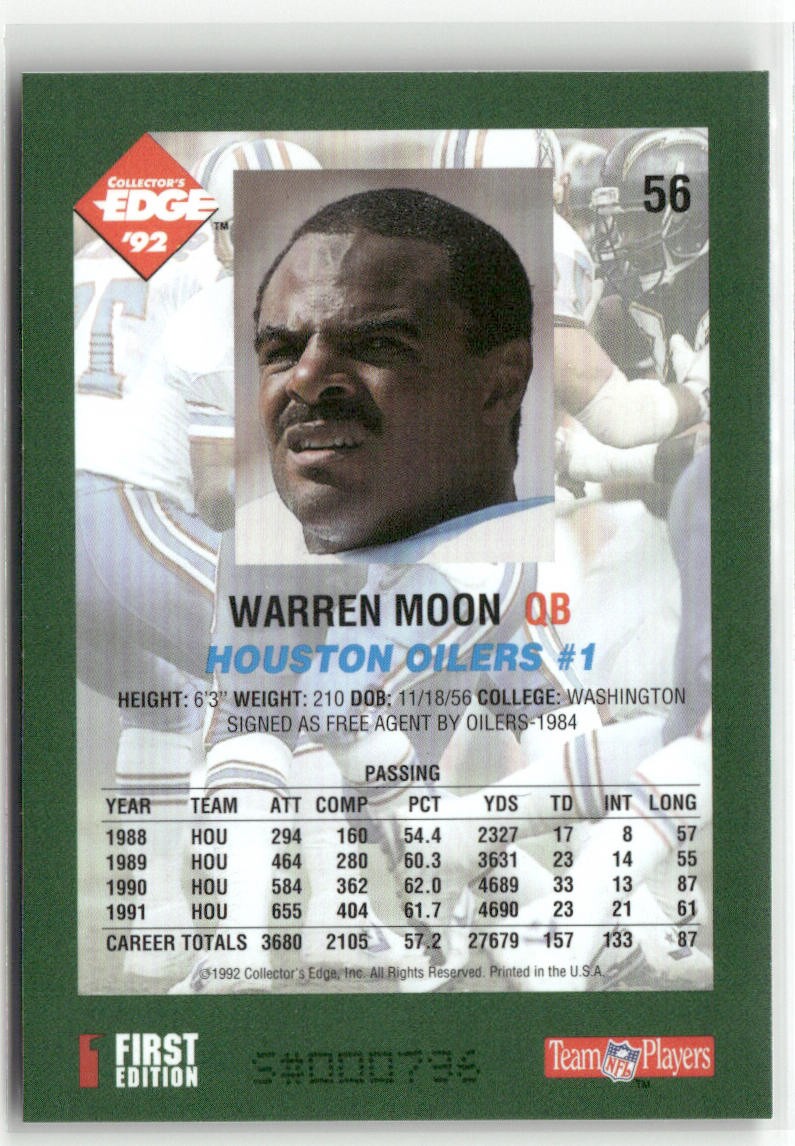 COLLECTOR'S
EDGE
'92
TM
56
WARREN MOON QB
HOUSTON OILERS #1
HEIGHT: 6'3" WEIGHT: 210 DOB: 11/18/56 COLLEGE: WASHINGTON
SIGNED AS FREE AGENT BY OILERS-1984
PASSING
YEAR TEAM ATT COMP PCT YDS TD INT LONG
1988 HOU 294 160 54.4 2327 17 8 57
1989 HOU 464 280 60.3 3631 23 14 55
1990 HOU 584 362 62.0 4689 33 13 87
1991 HOU 655 404 61.7 4690 23 21 61
CAREER TOTALS 3680 2105 57.2 27679 157 133 87
©1992 Collector's Edge, Inc. All Rights Reserved. Printed in the U.S.A.
1 FIRST
EDITION
S#000796
Team NFL Players
TM